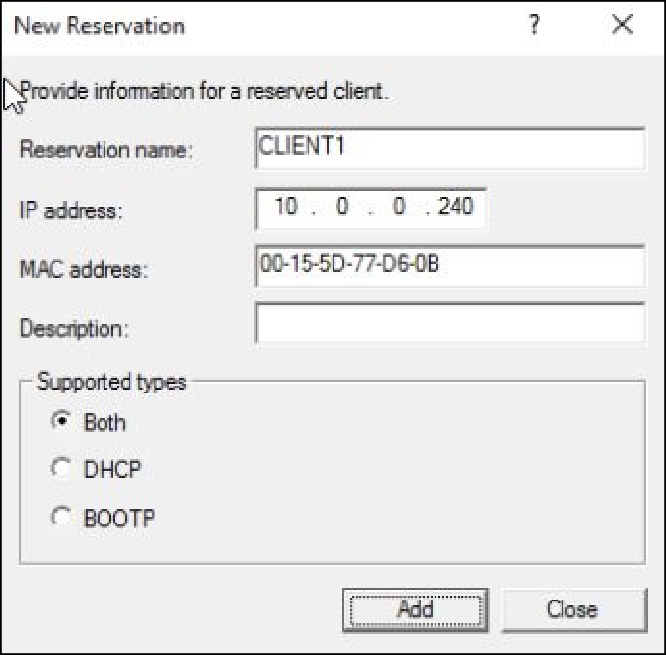 New Reservation ? X
Provide information for a reserved client.
Reservation name: CLIENT1
IP address: 10 . 0 . 0 . 240
MAC address: 00-15-5D-77-D6-0B
Description:
Supported types
Both
DHCP
BOOTP
Add Close